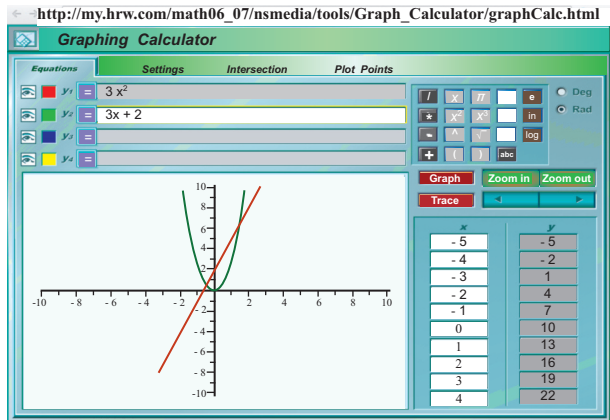 http://my.hrw.com/math06_07/nsmedia/tools/Graph_Calculator/graphCalc.html
Graphing Calculator
Equations Settings Intersection Plot Points
y₁ = 3 x²
y₂ = 3x + 2
y₃ =
y₄ =
/ x π e
* x² x³ in
- ^ √ log
+ ( ) abc
Deg
Rad
Graph Zoom in Zoom out
Trace
10
8
6
4
2
0
-10 -8 -6 -4 -2 2 4 6 8 10
-2
-4
-6
-8
-10
x y
-5 -5
-4 -2
-3 1
-2 4
-1 7
0 10
1 13
2 16
3 19
4 22